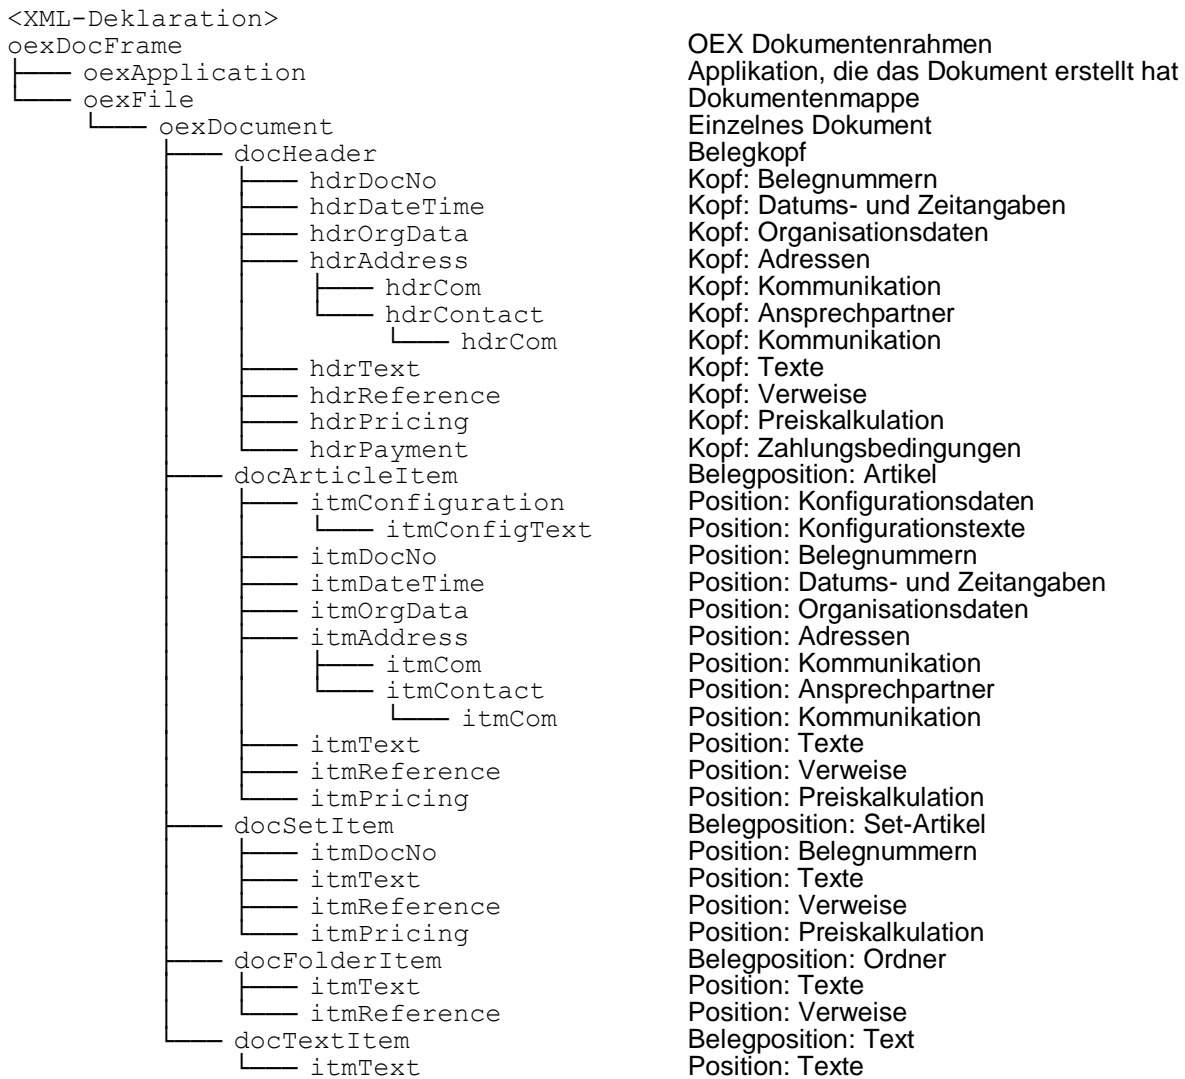 <XML-Deklaration>
oexDocFrame OEX Dokumentenrahmen
oexApplication Applikation, die das Dokument erstellt hat
oexFile Dokumentenmappe
oexDocument Einzelnes Dokument
docHeader Belegkopf
hdrDocNo Kopf: Belegnummern
hdrDateTime Kopf: Datums- und Zeitangaben
hdrOrgData Kopf: Organisationsdaten
hdrAddress Kopf: Adressen
hdrCom Kopf: Kommunikation
hdrContact Kopf: Ansprechpartner
hdrCom Kopf: Kommunikation
hdrText Kopf: Texte
hdrReference Kopf: Verweise
hdrPricing Kopf: Preiskalkulation
hdrPayment Kopf: Zahlungsbedingungen
docArticleItem Belegposition: Artikel
itmConfiguration Position: Konfigurationsdaten
itmConfigText Position: Konfigurationstexte
itmDocNo Position: Belegnummern
itmDateTime Position: Datums- und Zeitangaben
itmOrgData Position: Organisationsdaten
itmAddress Position: Adressen
itmCom Position: Kommunikation
itmContact Position: Ansprechpartner
itmCom Position: Kommunikation
itmText Position: Texte
itmReference Position: Verweise
itmPricing Position: Preiskalkulation
docSetItem Belegposition: Set-Artikel
itmDocNo Position: Belegnummern
itmText Position: Texte
itmReference Position: Verweise
itmPricing Position: Preiskalkulation
docFolderItem Belegposition: Ordner
itmText Position: Texte
itmReference Position: Verweise
docTextItem Belegposition: Text
itmText Position: Texte